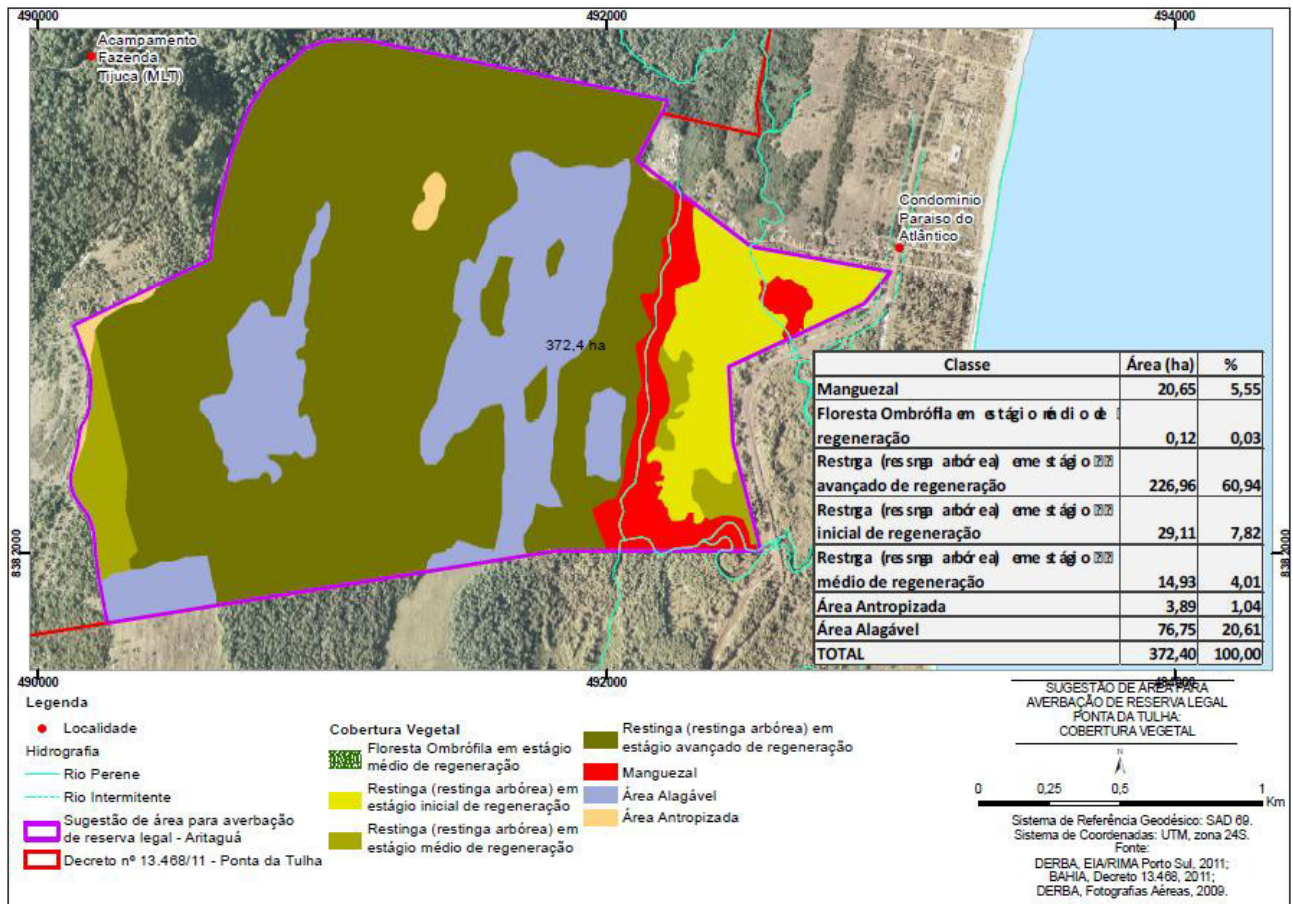 490000 492000 494000
Acampamento
Fazenda
Tijuca (MLT)
Condominio
Paraiso do
Atlântico
372,4 ha
8382000
8382000
Classe Área (ha) %
Manguezal 20,65 5,55
Floresta Ombrófila em estágio médio de
regeneração 0,12 0,03
avançado de regeneração 226,96 60,94
inicial de regeneração 29,11 7,82
médio de regeneração 14,93 4,01
Área Antropizada 3,89 1,04
Área Alagável 76,75 20,61
TOTAL 372,40 100,00
490000 492000 494000
Legenda
Localidade
Hidrografia
Rio Perene
Rio Intermitente
Sugestão de área para averbação
de reserva legal - Aritaguá
Decreto nº 13.468/11 - Ponta da Tulha
Cobertura Vegetal
Floresta Ombrófila em estágio
médio de regeneração
Restinga (restinga arbórea) em
estágio inicial de regeneração
Restinga (restinga arbórea) em
estágio médio de regeneração
Restinga (restinga arbórea) em
estágio avançado de regeneração
Manguezal
Área Alagável
Área Antropizada
SUGESTÃO DE ÁREA PARA
AVERBAÇÃO DE RESERVA LEGAL
PONTA DA TULHA:
COBERTURA VEGETAL
N
0 0,25 0,5 1
Km
Sistema de Referência Geodésico: SAD 69.
Sistema de Coordenadas: UTM, zona 24S.
Fonte:
DERBA, EIA/RIMA Porto Sul, 2011;
BAHIA, Decreto 13.468, 2011;
DERBA, Fotografias Aéreas, 2009.